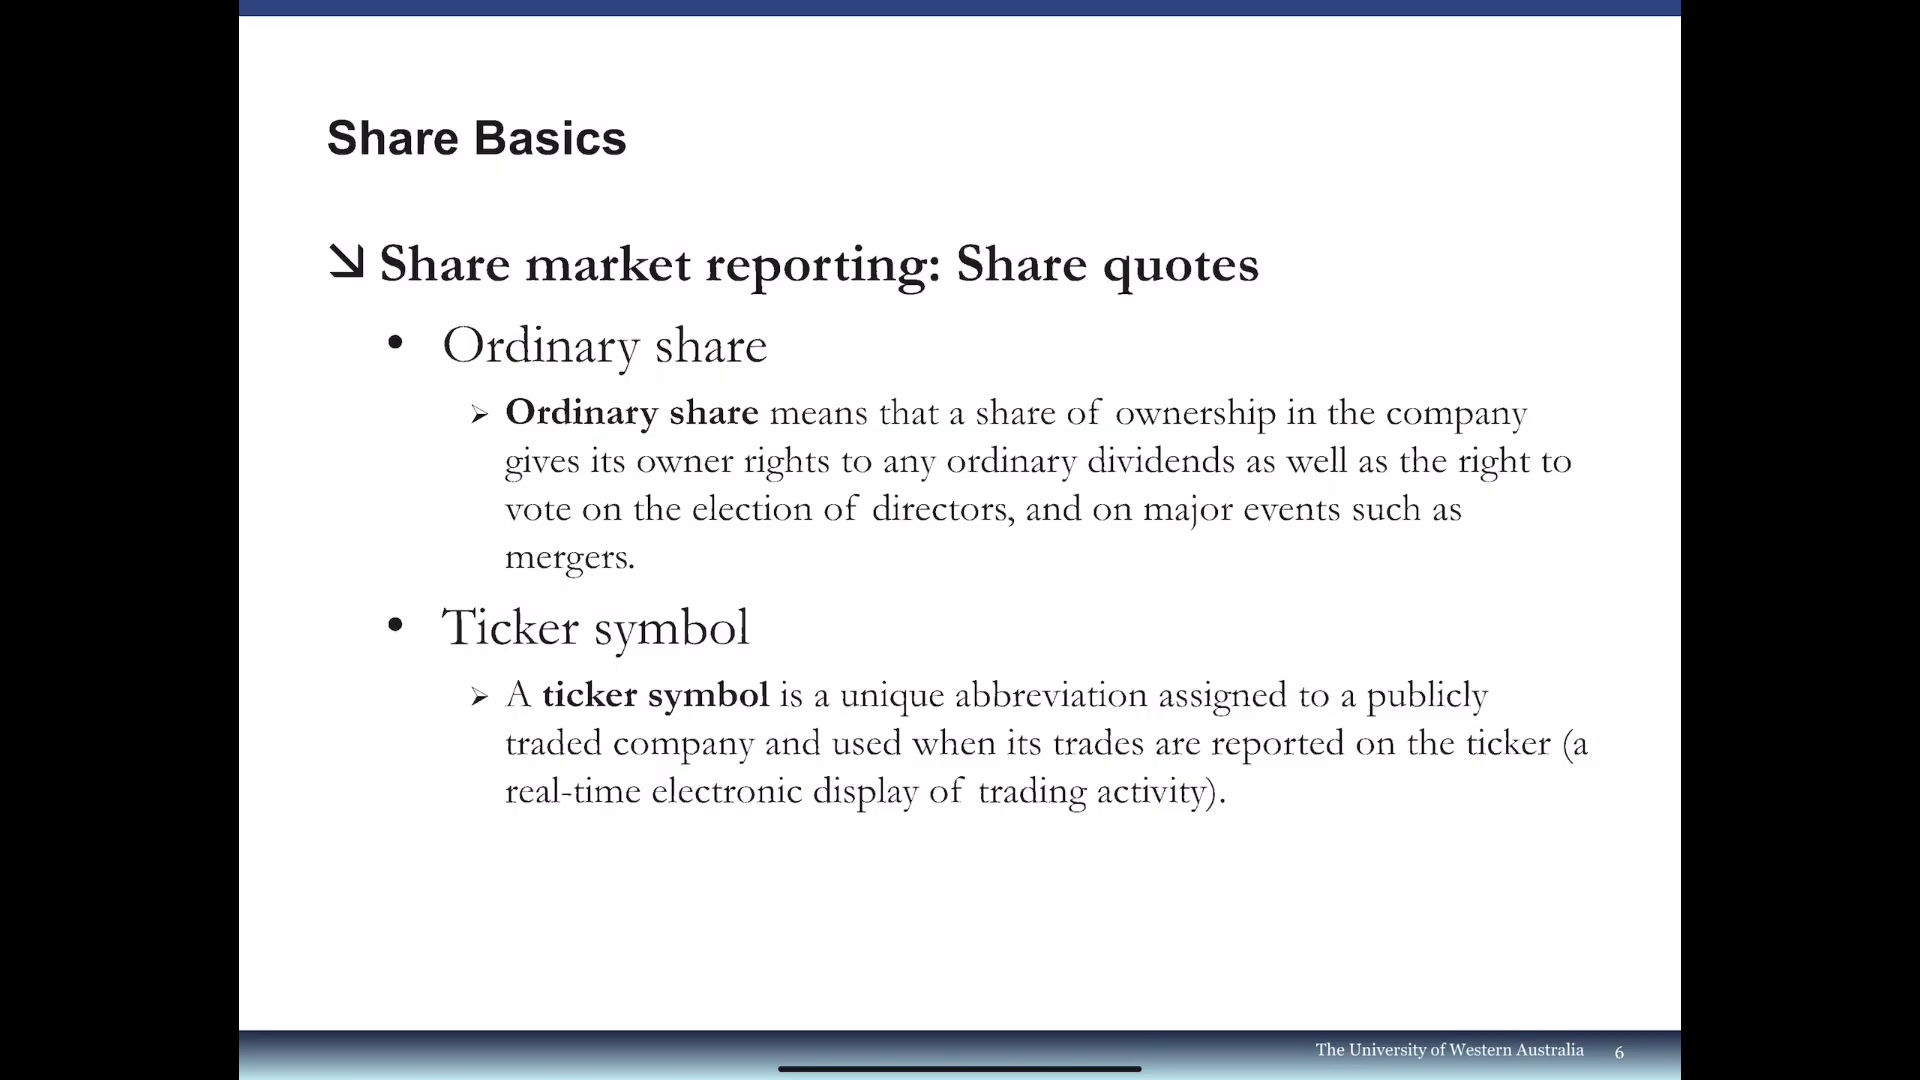 Share Basics
Share market reporting: Share quotes
• Ordinary share
Ordinary share means that a share of ownership in the company
gives its owner rights to any ordinary dividends as well as the right to
vote on the election of directors, and on major events such as
mergers.
• Ticker symbol
A ticker symbol is a unique abbreviation assigned to a publicly
traded company and used when its trades are reported on the ticker (a
real-time electronic display of trading activity).
The University of Western Australia 6